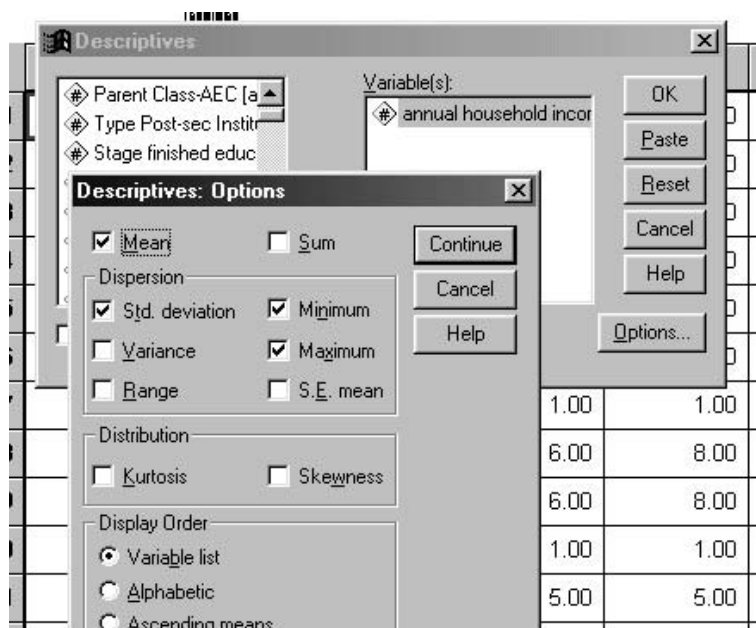 Descriptives
Parent Class-AEC [a
Type Post-sec Institu
Stage finished educ
Variable(s):
annual household incor
OK
Paste
Reset
Cancel
Help
Options...
Descriptives: Options
Mean
Sum
Continue
Cancel
Help
Dispersion
Std. deviation
Minimum
Variance
Maximum
Range
S.E. mean
Distribution
Kurtosis
Skewness
Display Order
Variable list
Alphabetic
Ascending means
1.00 1.00
6.00 8.00
6.00 8.00
1.00 1.00
5.00 5.00